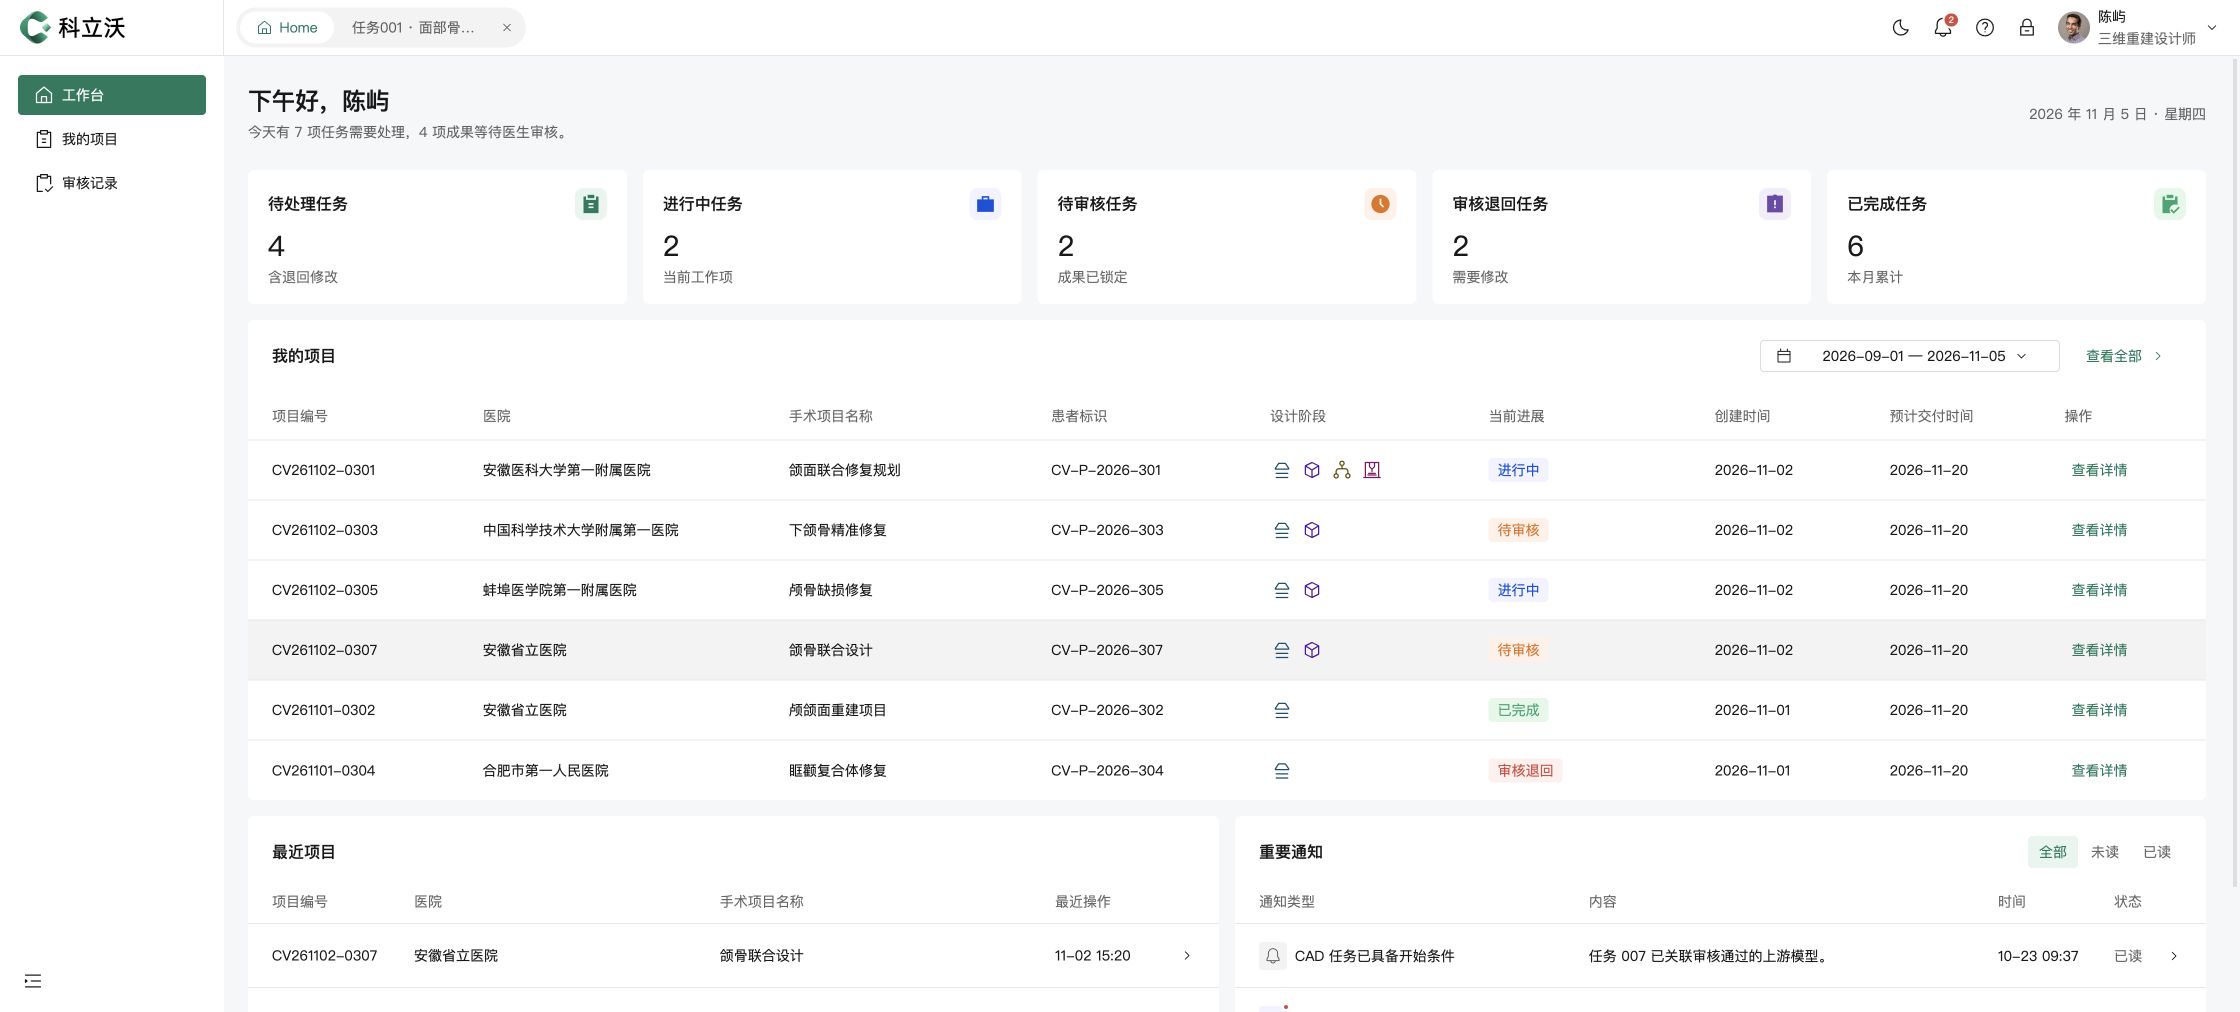 科立沃
Home
任务001 · 面部骨...
2
陈屿
三维重建设计师
工作台
我的项目
审核记录
下午好，陈屿
今天有 7 项任务需要处理，4 项成果等待医生审核。
2026 年 11 月 5 日 · 星期四
待处理任务
4
含退回修改
进行中任务
2
当前工作项
待审核任务
2
成果已锁定
审核退回任务
2
需要修改
已完成任务
6
本月累计
我的项目
2026-09-01 — 2026-11-05
查看全部
项目编号 医院 手术项目名称 患者标识 设计阶段 当前进展 创建时间 预计交付时间 操作
CV261102-0301 安徽医科大学第一附属医院 颌面联合修复规划 CV-P-2026-301 进行中 2026-11-02 2026-11-20 查看详情
CV261102-0303 中国科学技术大学附属第一医院 下颌骨精准修复 CV-P-2026-303 待审核 2026-11-02 2026-11-20 查看详情
CV261102-0305 蚌埠医学院第一附属医院 颅骨缺损修复 CV-P-2026-305 进行中 2026-11-02 2026-11-20 查看详情
CV261102-0307 安徽省立医院 颌骨联合设计 CV-P-2026-307 待审核 2026-11-02 2026-11-20 查看详情
CV261101-0302 安徽省立医院 颅颌面重建项目 CV-P-2026-302 已完成 2026-11-01 2026-11-20 查看详情
CV261101-0304 合肥市第一人民医院 眶颧复合体修复 CV-P-2026-304 审核退回 2026-11-01 2026-11-20 查看详情
最近项目
项目编号 医院 手术项目名称 最近操作
CV261102-0307 安徽省立医院 颌骨联合设计 11-02 15:20
重要通知
全部 未读 已读
通知类型 内容 时间 状态
CAD 任务已具备开始条件 任务 007 已关联审核通过的上游模型。 10-23 09:37 已读